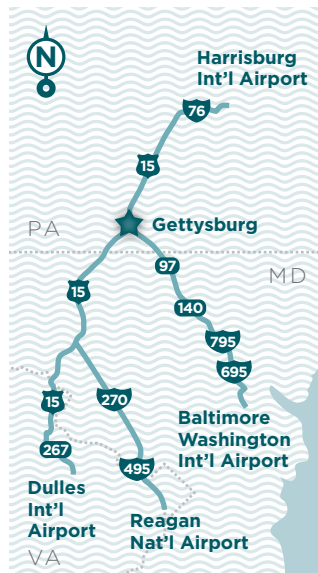 N
Harrisburg
Int'l Airport
76
15
Gettysburg
PA
97
MD
15
140
795
695
15
270
Baltimore
Washington
Int'l Airport
267
495
Dulles
Int'l
Airport
Reagan
Nat'l Airport
VA